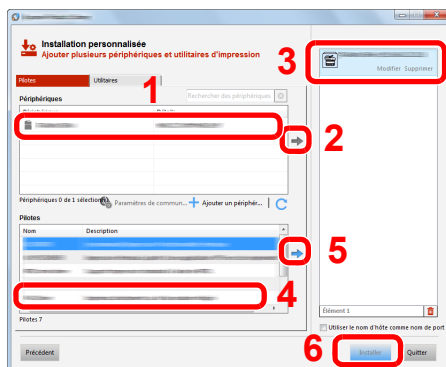 Installation personnalisée
Ajouter plusieurs périphériques et utilitaires d'impression
3
Modifier Supprimer
Pilotes Utilitaires
1
Périphériques Rechercher des périphériques
2
Périphériques 0 de 1 sélectionné Paramètres de commun... Ajouter un périphér...
Pilotes
Nom Description
5
4
Pilotes 7
Élément 1
Utiliser le nom d'hôte comme nom de port
6
Précédent Installer Quitter